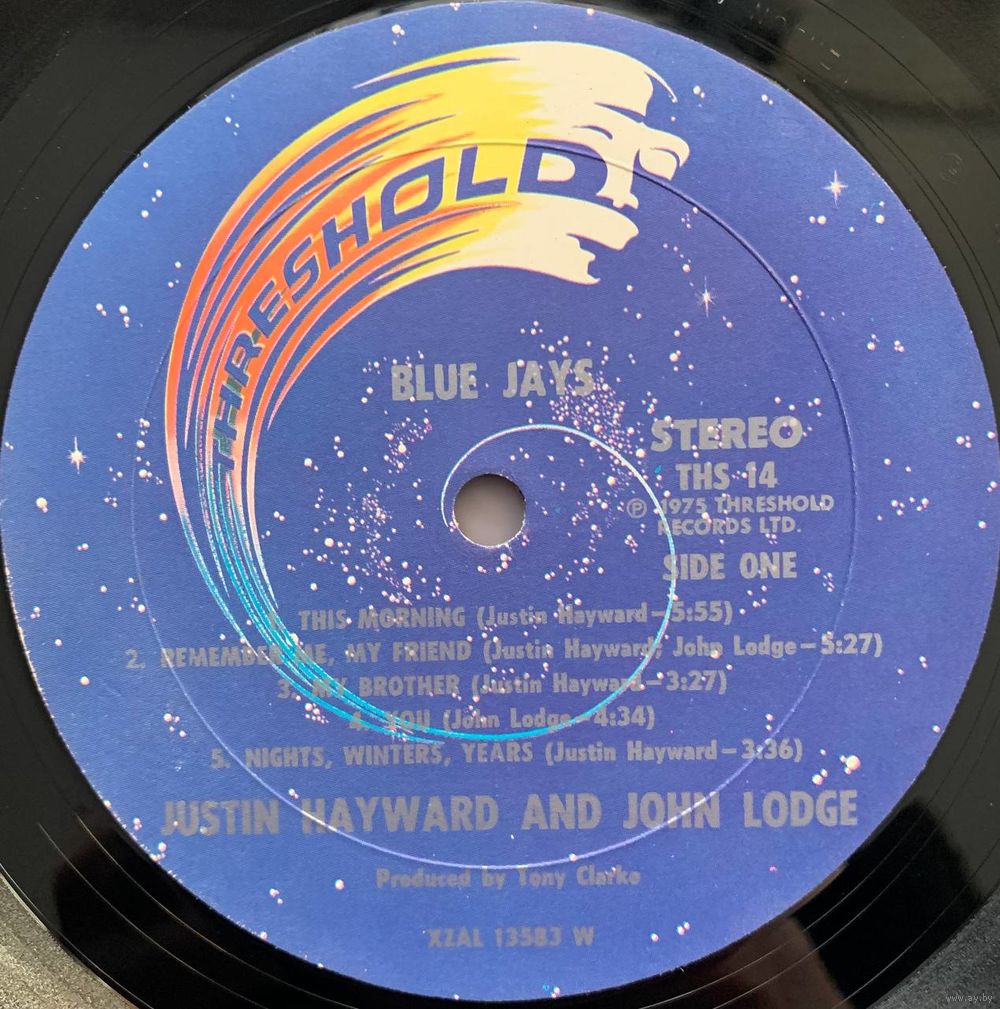 THRESHOLD
BLUE JAYS
STEREO
THS 14
℗ 1975 THRESHOLD
RECORDS LTD.
SIDE ONE
1. THIS MORNING (Justin Hayward—5:55)
2. REMEMBER ME, MY FRIEND (Justin Hayward, John Lodge—5:27)
3. MY BROTHER (Justin Hayward—3:27)
4. YOU (John Lodge—4:34)
5. NIGHTS, WINTERS, YEARS (Justin Hayward—3:36)
JUSTIN HAYWARD AND JOHN LODGE
Produced by Tony Clarke
XZAL 13583 W
www.ay.by